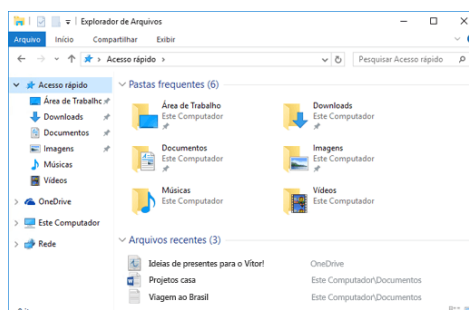 Explorador de Arquivos
Arquivo Início Compartilhar Exibir
Acesso rápido Pesquisar Acesso rápido
Acesso rápido
Área de Trabalho
Downloads
Documentos
Imagens
Músicas
Vídeos
OneDrive
Este Computador
Rede
Pastas frequentes (6)
Área de Trabalho
Este Computador
Downloads
Este Computador
Documentos
Este Computador
Imagens
Este Computador
Músicas
Este Computador
Vídeos
Este Computador
Arquivos recentes (3)
Ideias de presentes para o Vítor! OneDrive
Projetos casa Este Computador\Documentos
Viagem ao Brasil Este Computador\Documentos